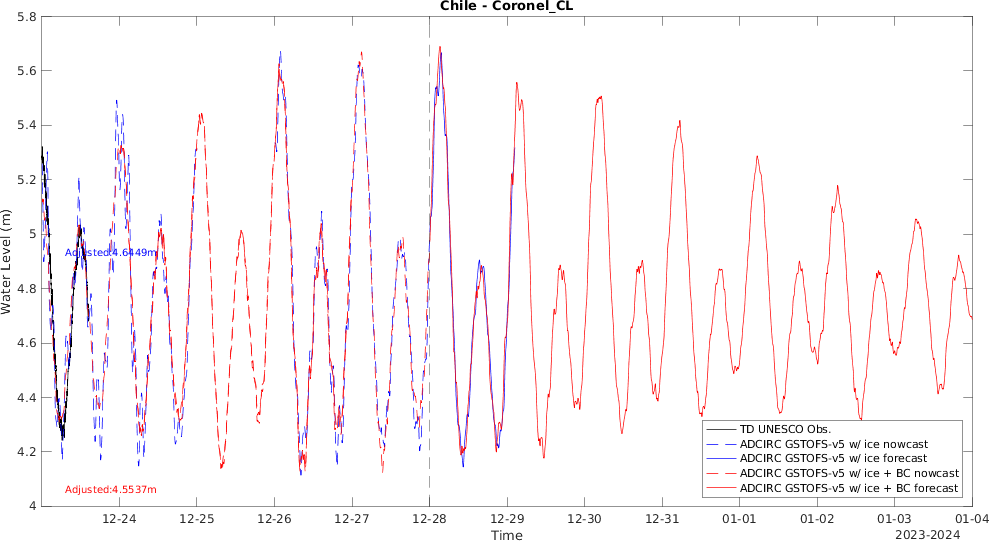 Chile - Coronel_CL
Water Level (m)
5.8
5.6
5.4
5.2
5
4.8
4.6
4.4
4.2
4
Adjusted:4.6449m
Adjusted:4.5537m
TD UNESCO Obs.
ADCIRC GSTOFS-v5 w/ ice nowcast
ADCIRC GSTOFS-v5 w/ ice forecast
ADCIRC GSTOFS-v5 w/ ice + BC nowcast
ADCIRC GSTOFS-v5 w/ ice + BC forecast
12-24 12-25 12-26 12-27 12-28 12-29 12-30 12-31 01-01 01-02 01-03 01-04
Time
2023-2024